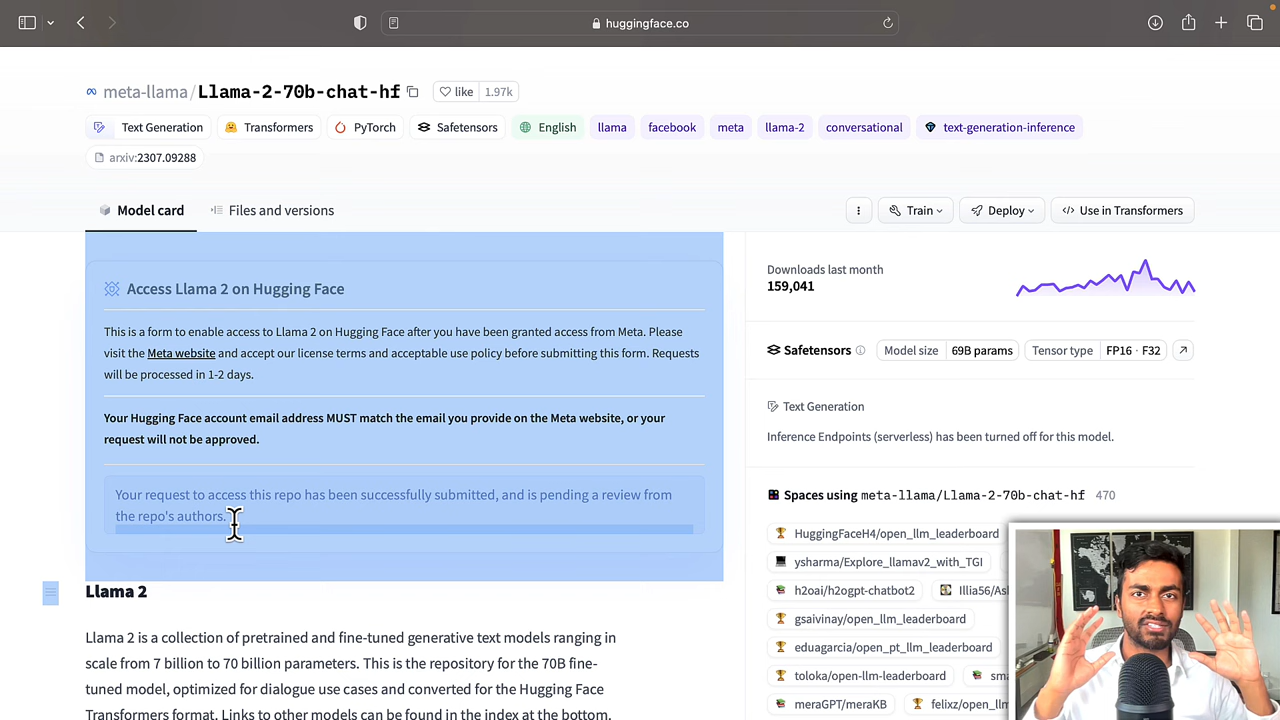 huggingface.co
meta-llama/Llama-2-70b-chat-hf
like 1.97k
Text Generation Transformers PyTorch Safetensors English llama facebook meta llama-2 conversational text-generation-inference
arxiv:2307.09288
Model card Files and versions Train Deploy Use in Transformers
Access Llama 2 on Hugging Face
This is a form to enable access to Llama 2 on Hugging Face after you have been granted access from Meta. Please
visit the Meta website and accept our license terms and acceptable use policy before submitting this form. Requests
will be processed in 1-2 days.
Your Hugging Face account email address MUST match the email you provide on the Meta website, or your
request will not be approved.
Your request to access this repo has been successfully submitted, and is pending a review from
the repo's authors.
Llama 2
Llama 2 is a collection of pretrained and fine-tuned generative text models ranging in
scale from 7 billion to 70 billion parameters. This is the repository for the 70B fine-
tuned model, optimized for dialogue use cases and converted for the Hugging Face
Transformers format. Links to other models can be found in the index at the bottom.
Downloads last month
159,041
Safetensors Model size 69B params Tensor type FP16 · F32
Text Generation
Inference Endpoints (serverless) has been turned off for this model.
Spaces using meta-llama/Llama-2-70b-chat-hf 470
HuggingFaceH4/open_llm_leaderboard
ysharma/Explore_llamav2_with_TGI
h2oai/h2ogpt-chatbot2
gsaivinay/open_llm_leaderboard
eduagarcia/open_pt_llm_leaderboard
toloka/open-llm-leaderboard
meraGPT/meraKB